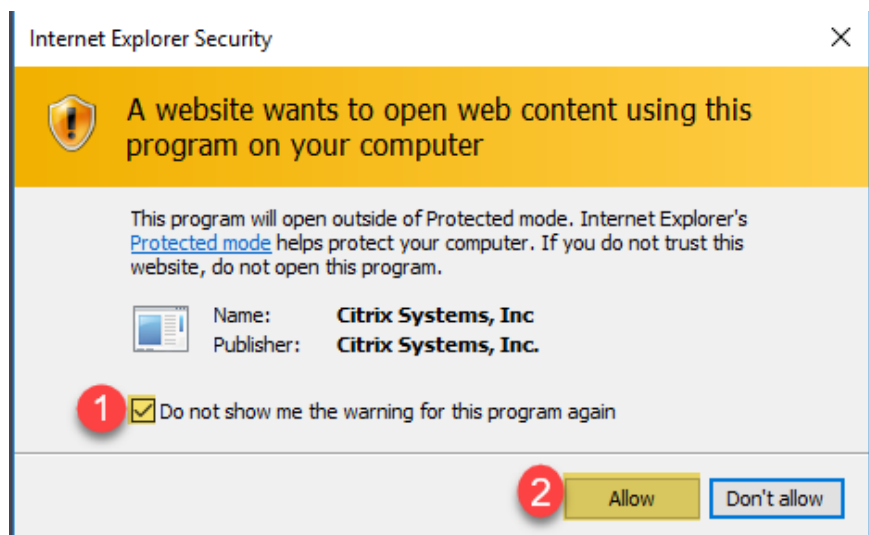 Internet Explorer Security
A website wants to open web content using this
program on your computer
This program will open outside of Protected mode. Internet Explorer's
Protected mode helps protect your computer. If you do not trust this
website, do not open this program.
Name: Citrix Systems, Inc
Publisher: Citrix Systems, Inc.
1 Do not show me the warning for this program again
2 Allow Don't allow